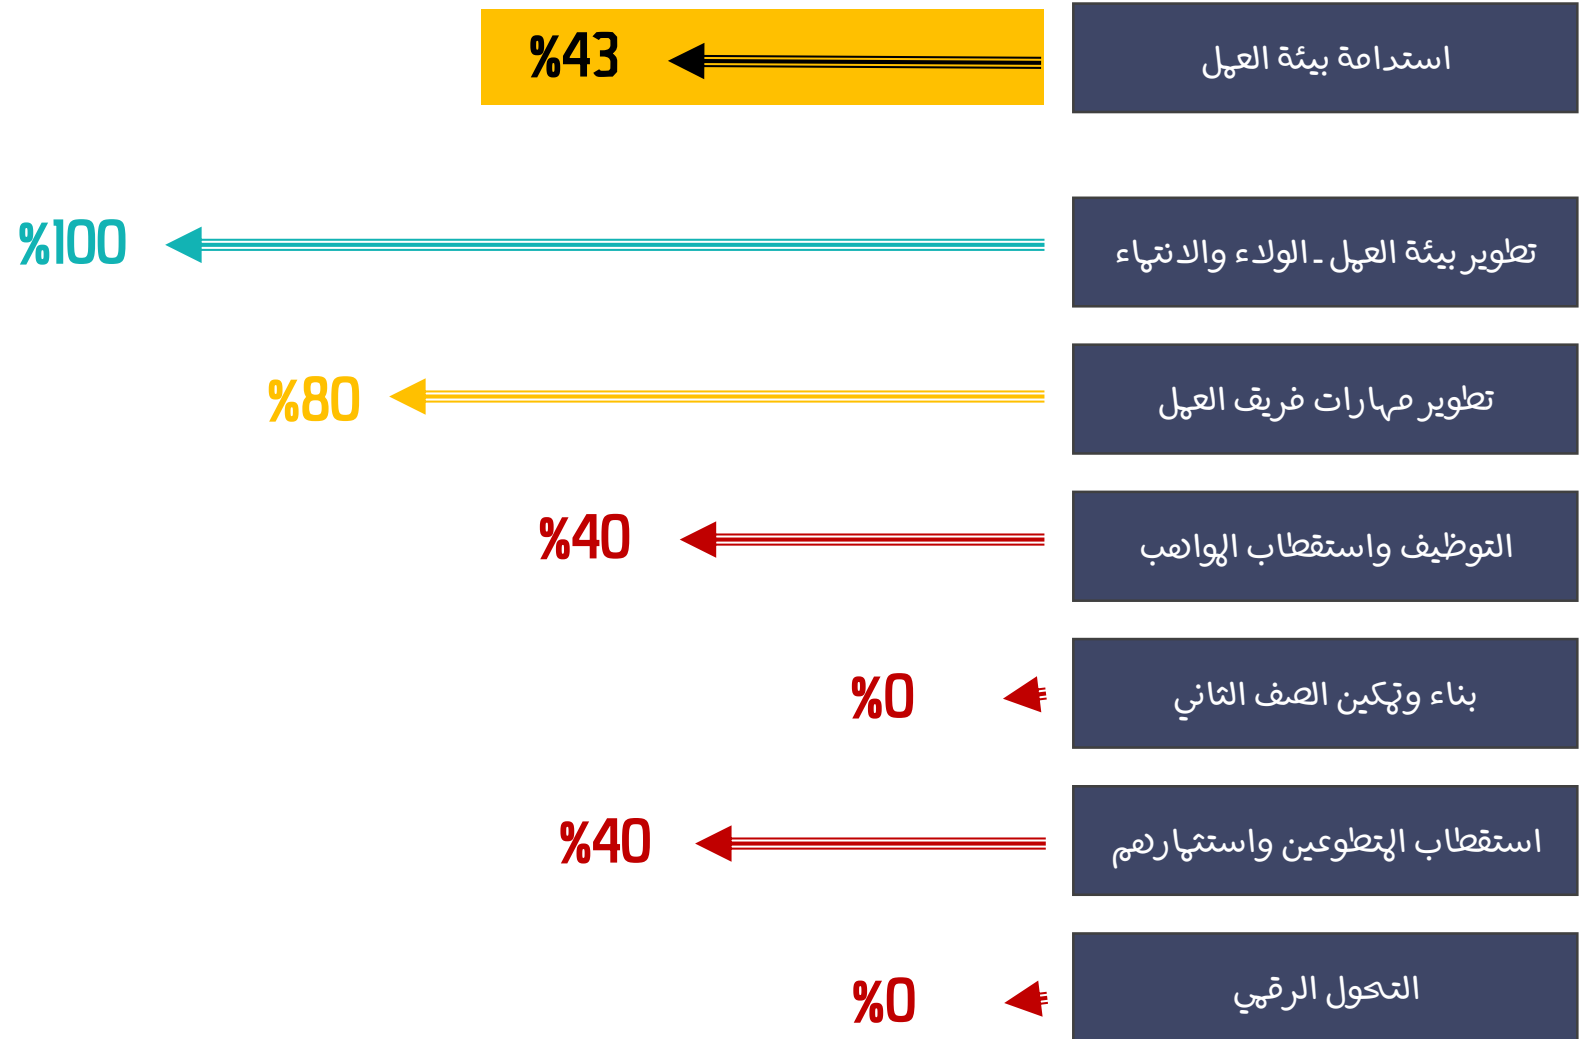 استدامة بيئة العمل
%43
تطوير بيئة العمل - الولاء والانتماء
%100
تطوير مهارات فريق العمل
%80
التوظيف واستقطاب المواهب
%40
بناء وتمكين الصف الثاني
%0
استقطاب المتطوعين واستثمارهم
%40
التحول الرقمي
%0